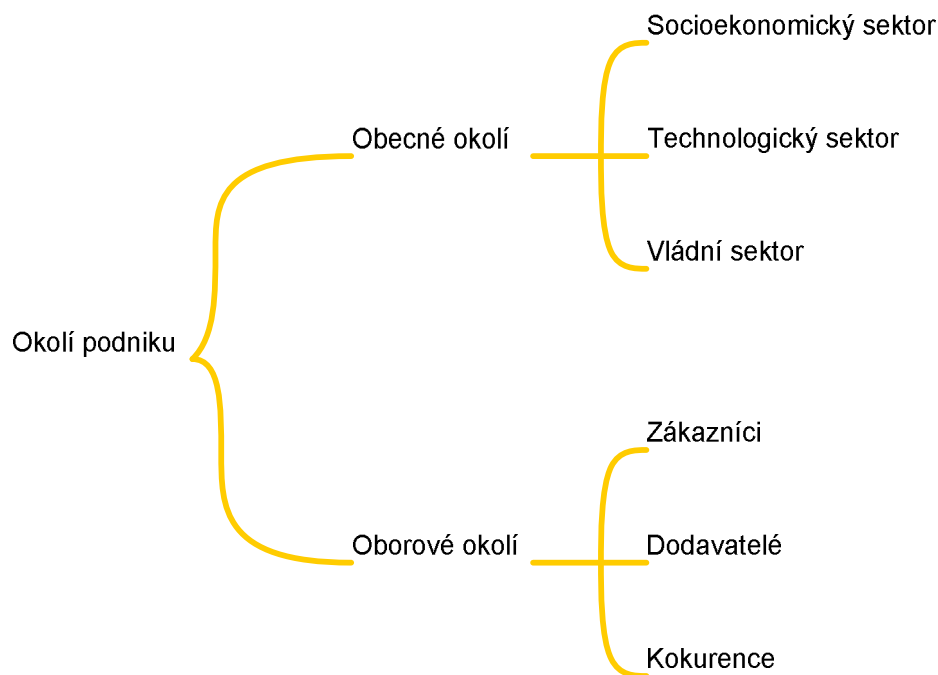 Socioekonomický sektor
Obecné okolí
Technologický sektor
Vládní sektor
Okolí podniku
Zákazníci
Oborové okolí
Dodavatelé
Kokurence